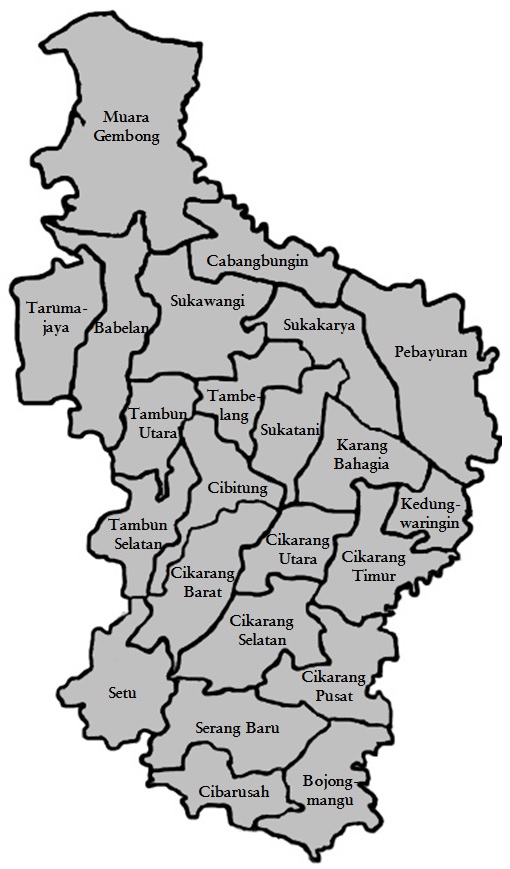 Muara
Gembong
Cabangbungin
Taruma-
jaya
Babelan
Sukawangi
Sukakarya
Pebayuran
Tambun
Utara
Tambe-
lang
Sukatani
Karang
Bahagia
Cibitung
Kedung-
waringin
Tambun
Selatan
Cikarang
Utara
Cikarang
Timur
Cikarang
Barat
Cikarang
Selatan
Setu
Cikarang
Pusat
Serang Baru
Cibarusah
Bojong-
mangu